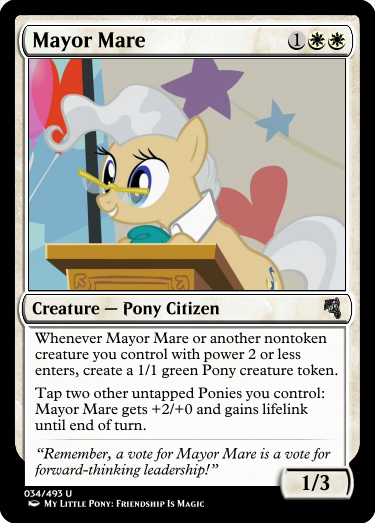 Mayor Mare 1
Creature — Pony Citizen
Whenever Mayor Mare or another nontoken
creature you control with power 2 or less
enters, create a 1/1 green Pony creature token.
Tap two other untapped Ponies you control:
Mayor Mare gets +2/+0 and gains lifelink
until end of turn.
“Remember, a vote for Mayor Mare is a vote for
forward-thinking leadership!”
1/3
034/493 U
My Little Pony: Friendship Is Magic